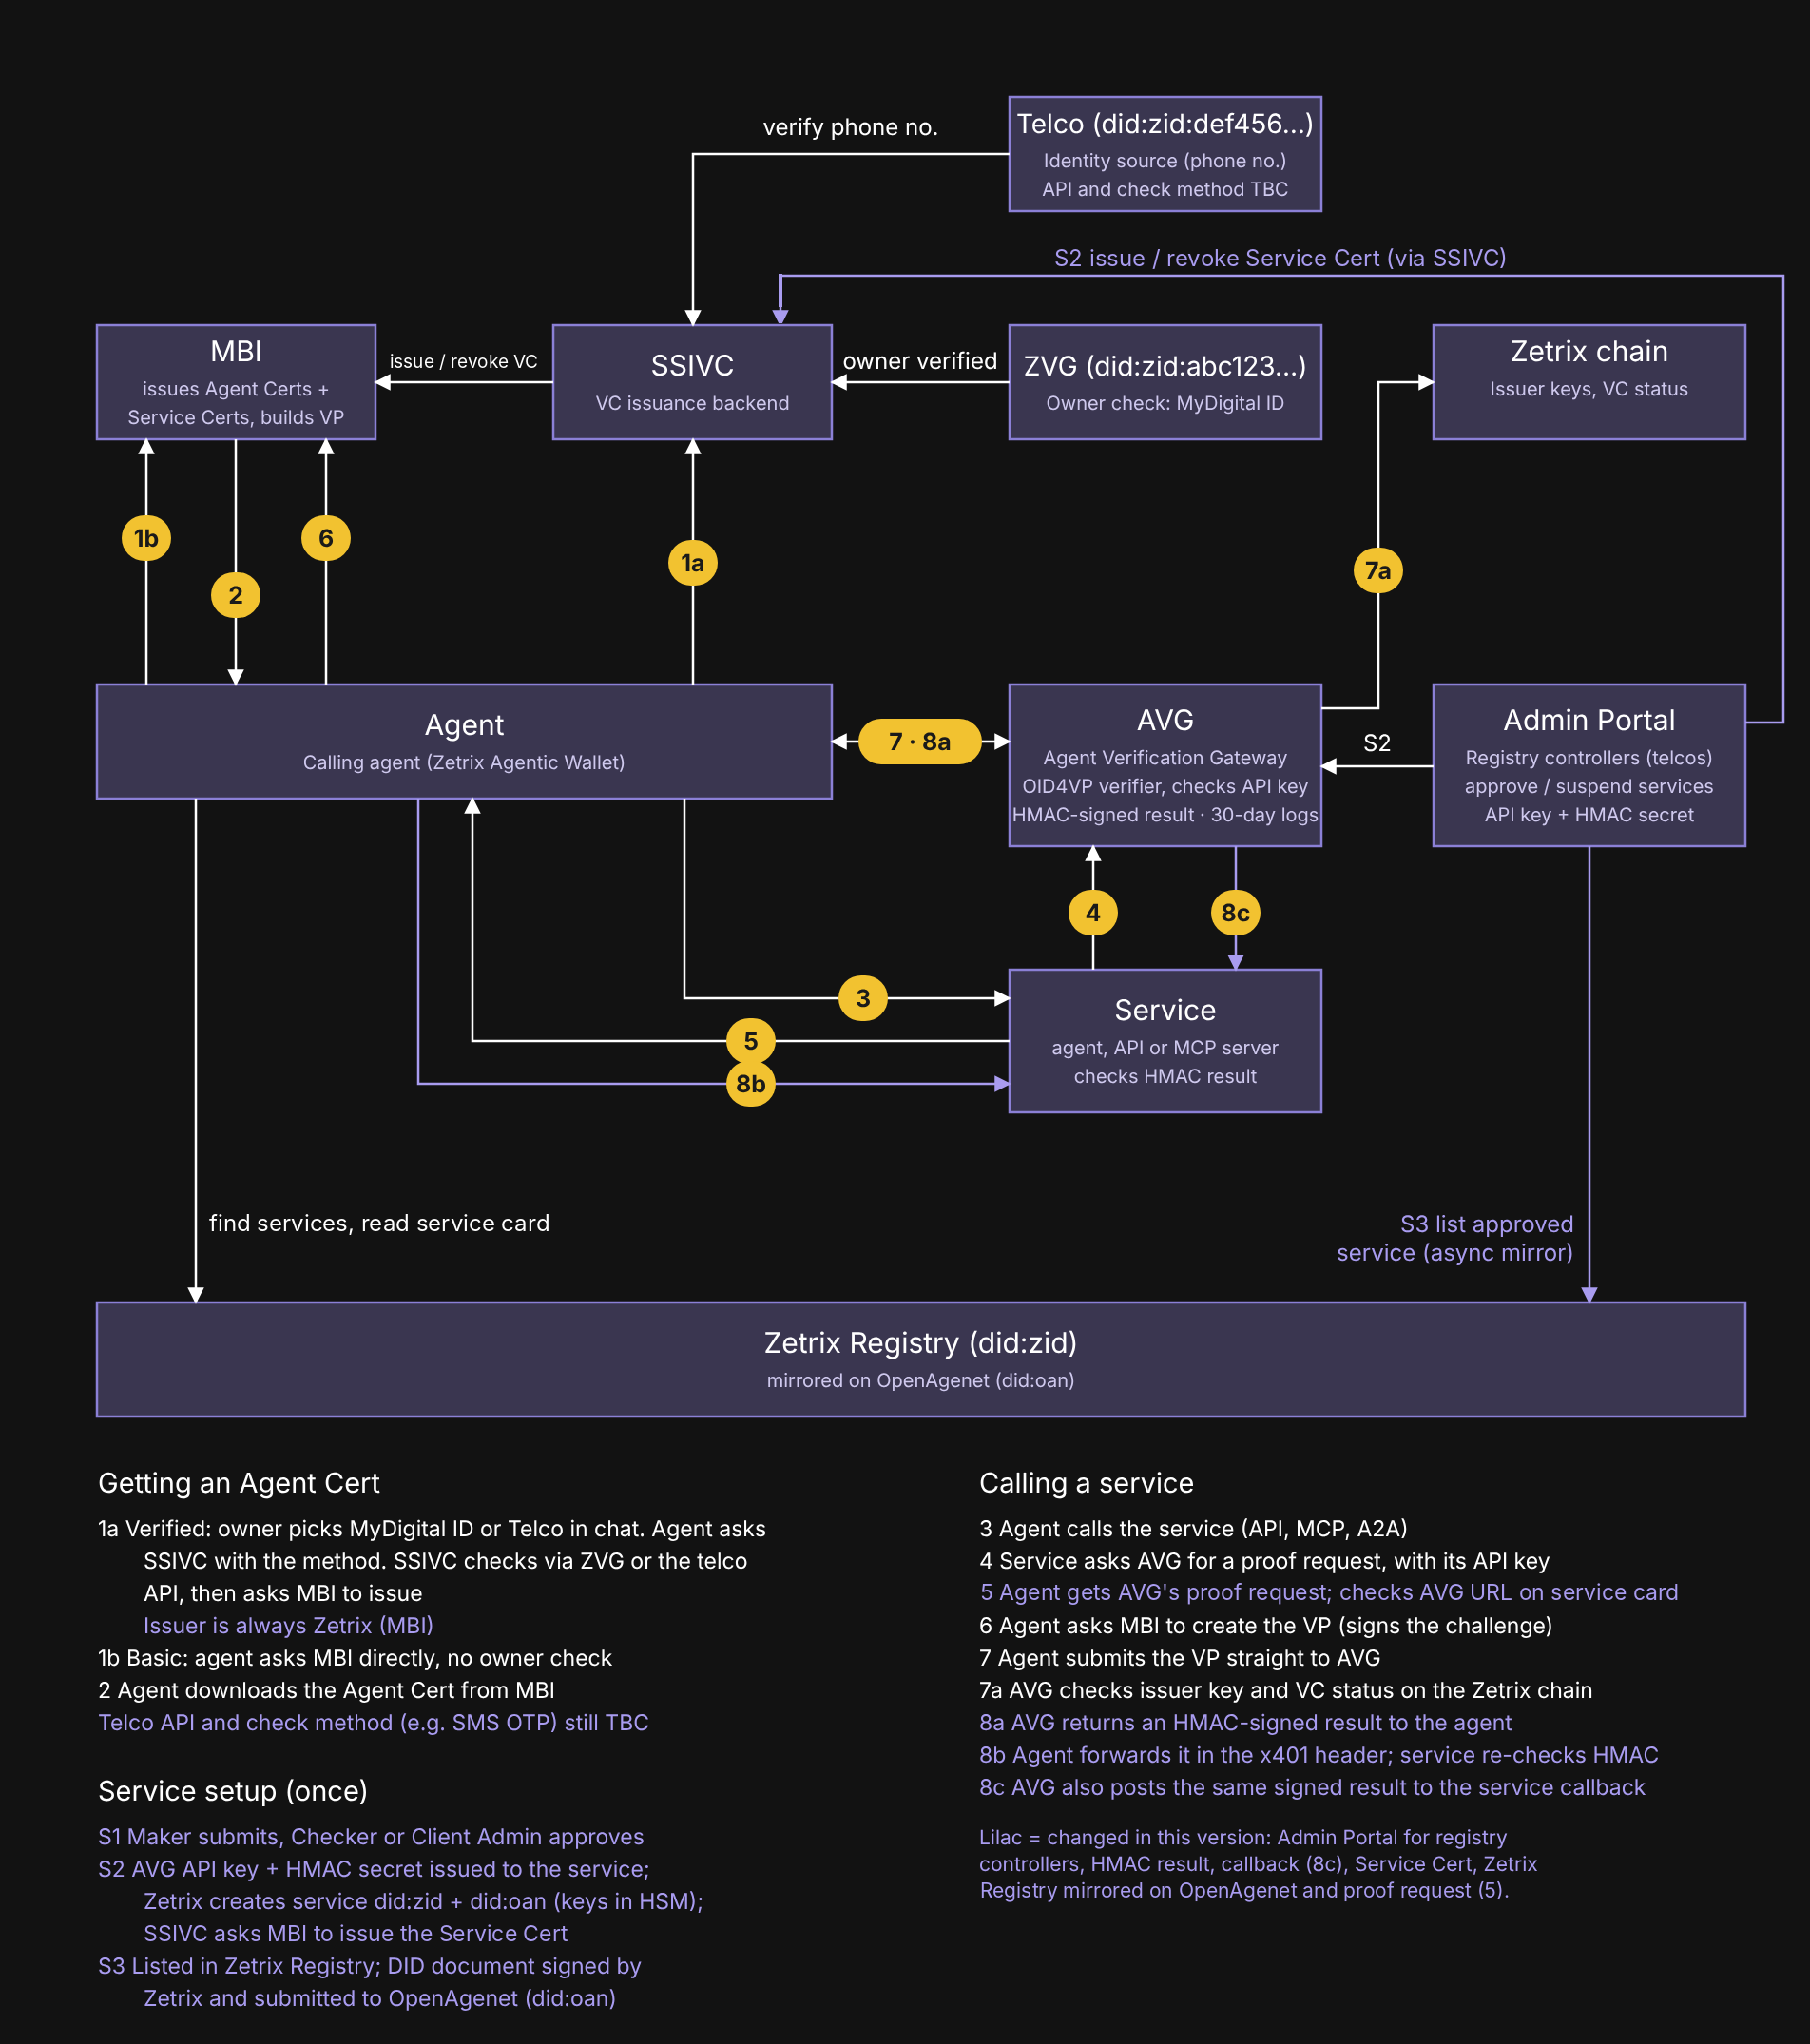 Telco (did:zid:def456...)
Identity source (phone no.)
API and check method TBC
verify phone no.
S2 issue / revoke Service Cert (via SSIVC)
MBI
issues Agent Certs +
Service Certs, builds VP
issue / revoke VC
SSIVC
VC issuance backend
owner verified
ZVG (did:zid:abc123...)
Owner check: MyDigital ID
Zetrix chain
Issuer keys, VC status
1b
2
6
1a
7a
Agent
Calling agent (Zetrix Agentic Wallet)
7 · 8a
AVG
Agent Verification Gateway
OID4VP verifier, checks API key
HMAC-signed result · 30-day logs
S2
Admin Portal
Registry controllers (telcos)
approve / suspend services
API key + HMAC secret
4
8c
3
5
8b
Service
agent, API or MCP server
checks HMAC result
find services, read service card
S3 list approved
service (async mirror)
Zetrix Registry (did:zid)
mirrored on OpenAgenet (did:oan)
Getting an Agent Cert
1a Verified: owner picks MyDigital ID or Telco in chat. Agent asks
SSIVC with the method. SSIVC checks via ZVG or the telco
API, then asks MBI to issue
Issuer is always Zetrix (MBI)
1b Basic: agent asks MBI directly, no owner check
2 Agent downloads the Agent Cert from MBI
Telco API and check method (e.g. SMS OTP) still TBC
Service setup (once)
S1 Maker submits, Checker or Client Admin approves
S2 AVG API key + HMAC secret issued to the service;
Zetrix creates service did:zid + did:oan (keys in HSM);
SSIVC asks MBI to issue the Service Cert
S3 Listed in Zetrix Registry; DID document signed by
Zetrix and submitted to OpenAgenet (did:oan)
Calling a service
3 Agent calls the service (API, MCP, A2A)
4 Service asks AVG for a proof request, with its API key
5 Agent gets AVG's proof request; checks AVG URL on service card
6 Agent asks MBI to create the VP (signs the challenge)
7 Agent submits the VP straight to AVG
7a AVG checks issuer key and VC status on the Zetrix chain
8a AVG returns an HMAC-signed result to the agent
8b Agent forwards it in the x401 header; service re-checks HMAC
8c AVG also posts the same signed result to the service callback
Lilac = changed in this version: Admin Portal for registry
controllers, HMAC result, callback (8c), Service Cert, Zetrix
Registry mirrored on OpenAgenet and proof request (5).